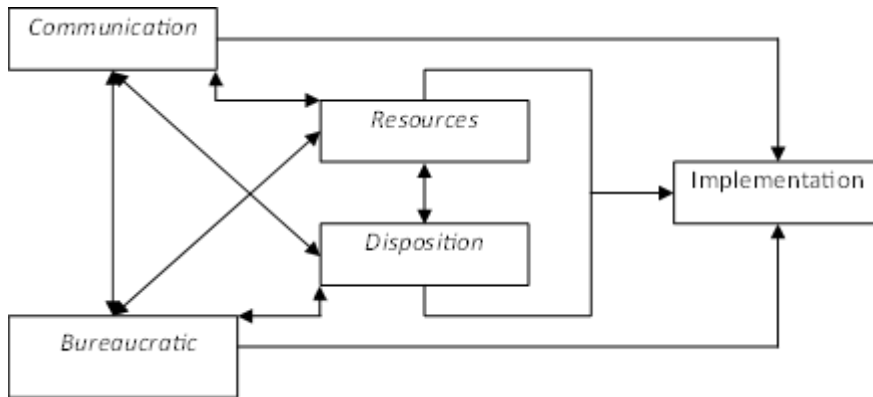 Communication
Resources
Implementation
Disposition
Bureaucratic